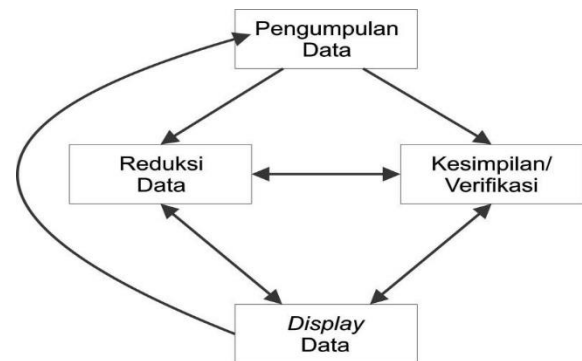 Pengumpulan
Data
Reduksi
Data
Kesimpilan/
Verifikasi
Display
Data